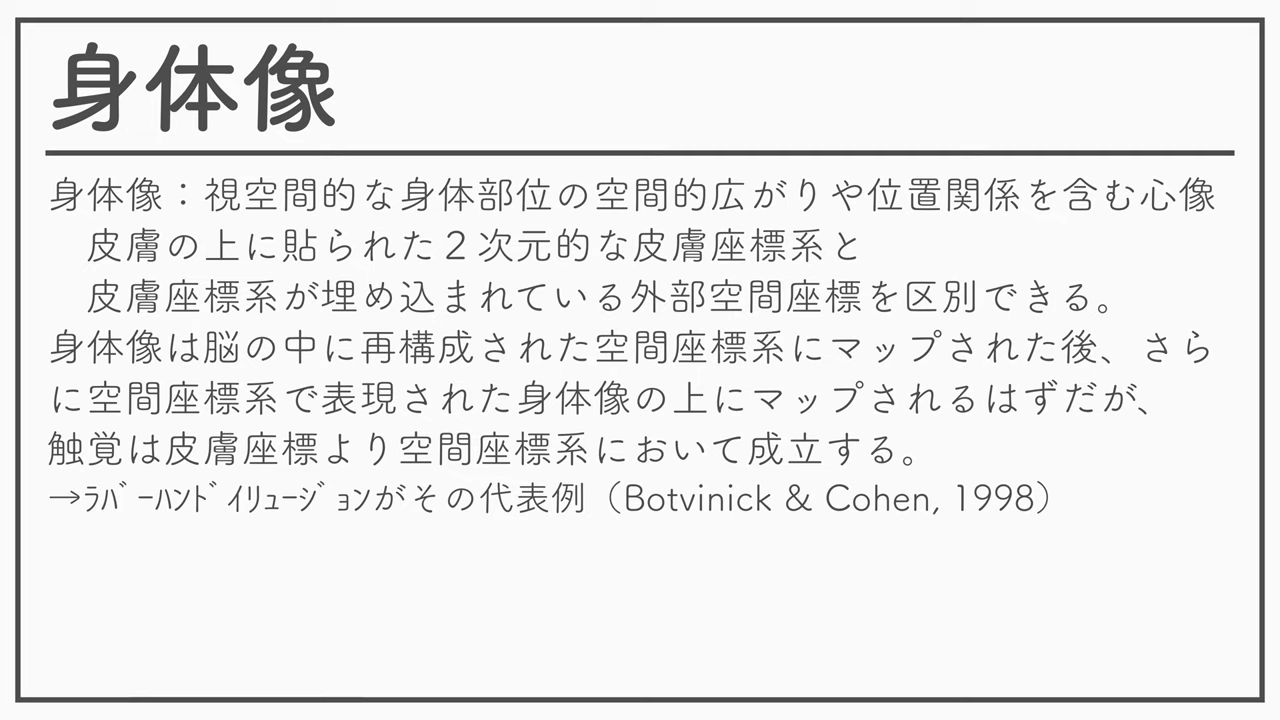 身体像
身体像：視空間的な身体部位の空間的広がりや位置関係を含む心像
　皮膚の上に貼られた２次元的な皮膚座標系と
　皮膚座標系が埋め込まれている外部空間座標を区別できる。
身体像は脳の中に再構成された空間座標系にマップされた後、さら
に空間座標系で表現された身体像の上にマップされるはずだが、
触覚は皮膚座標より空間座標系において成立する。
→ﾗﾊﾞｰﾊﾝﾄﾞｲﾘｭｰｼﾞｮﾝがその代表例（Botvinick & Cohen, 1998）